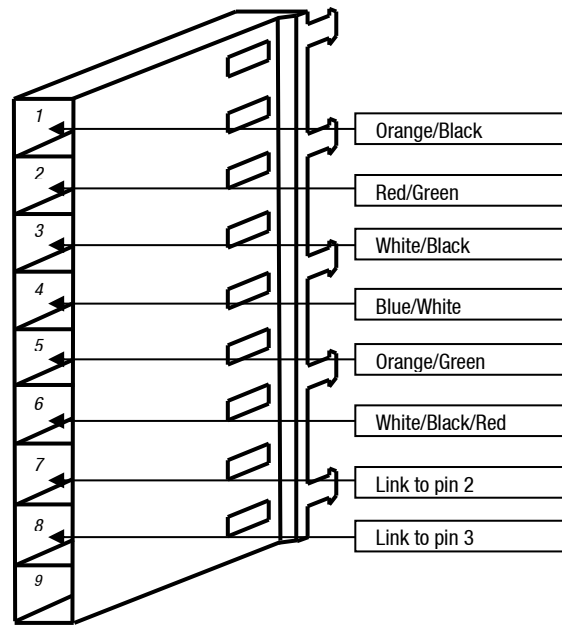 1
Orange/Black
2
Red/Green
3
White/Black
4
Blue/White
5
Orange/Green
6
White/Black/Red
7
Link to pin 2
8
Link to pin 3
9